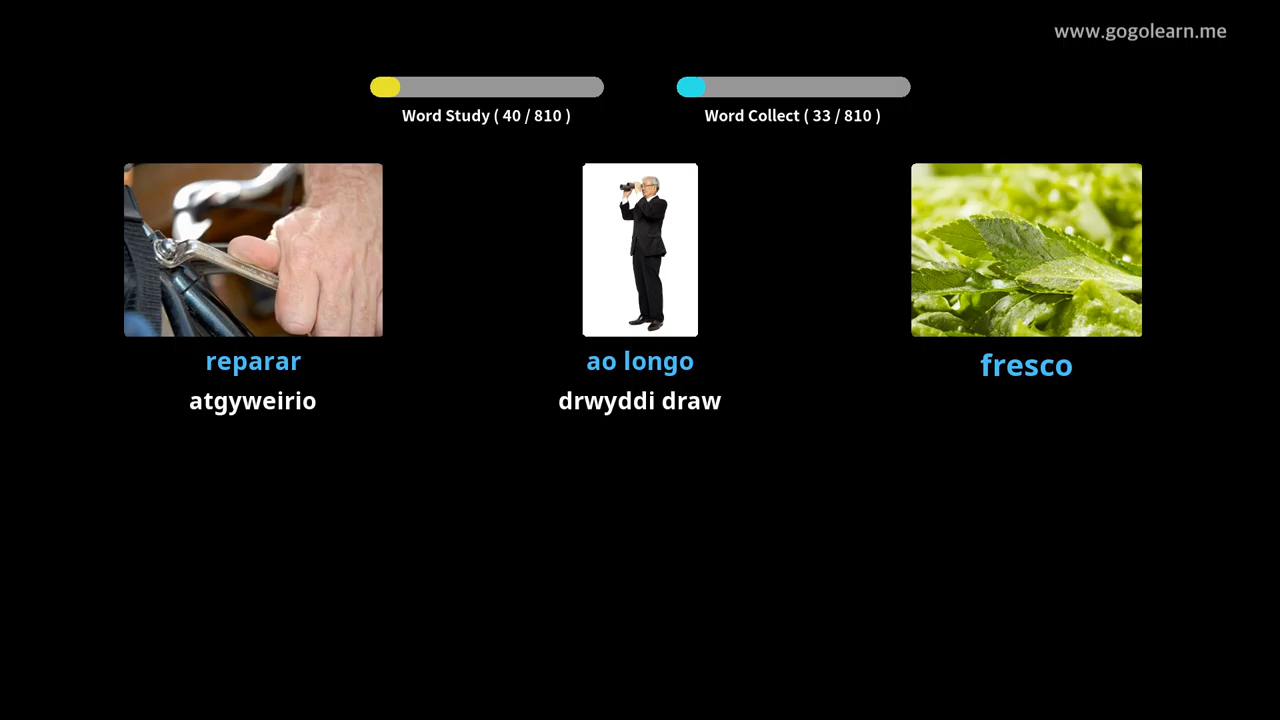 www.gogolearn.me
Word Study ( 40 / 810 )
Word Collect ( 33 / 810 )
reparar
atgyweirio
ao longo
drwyddi draw
fresco